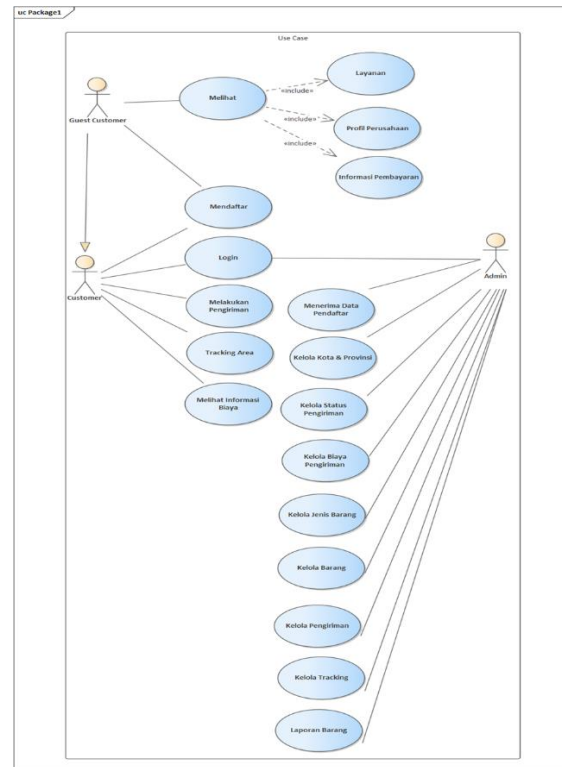 uc Package1
Use Case
Melihat
Layanan
«include»
Guest Customer
«include»
Profil Perusahaan
«include»
Informasi Pembayaran
Mendaftar
Login
Customer
Admin
Melakukan
Pengiriman
Menerima Data
Pendaftar
Tracking Area
Kelola Kota & Provinsi
Melihat Informasi
Biaya
Kelola Status
Pengiriman
Kelola Biaya
Pengiriman
Kelola Jenis Barang
Kelola Barang
Kelola Pengiriman
Kelola Tracking
Laporan Barang